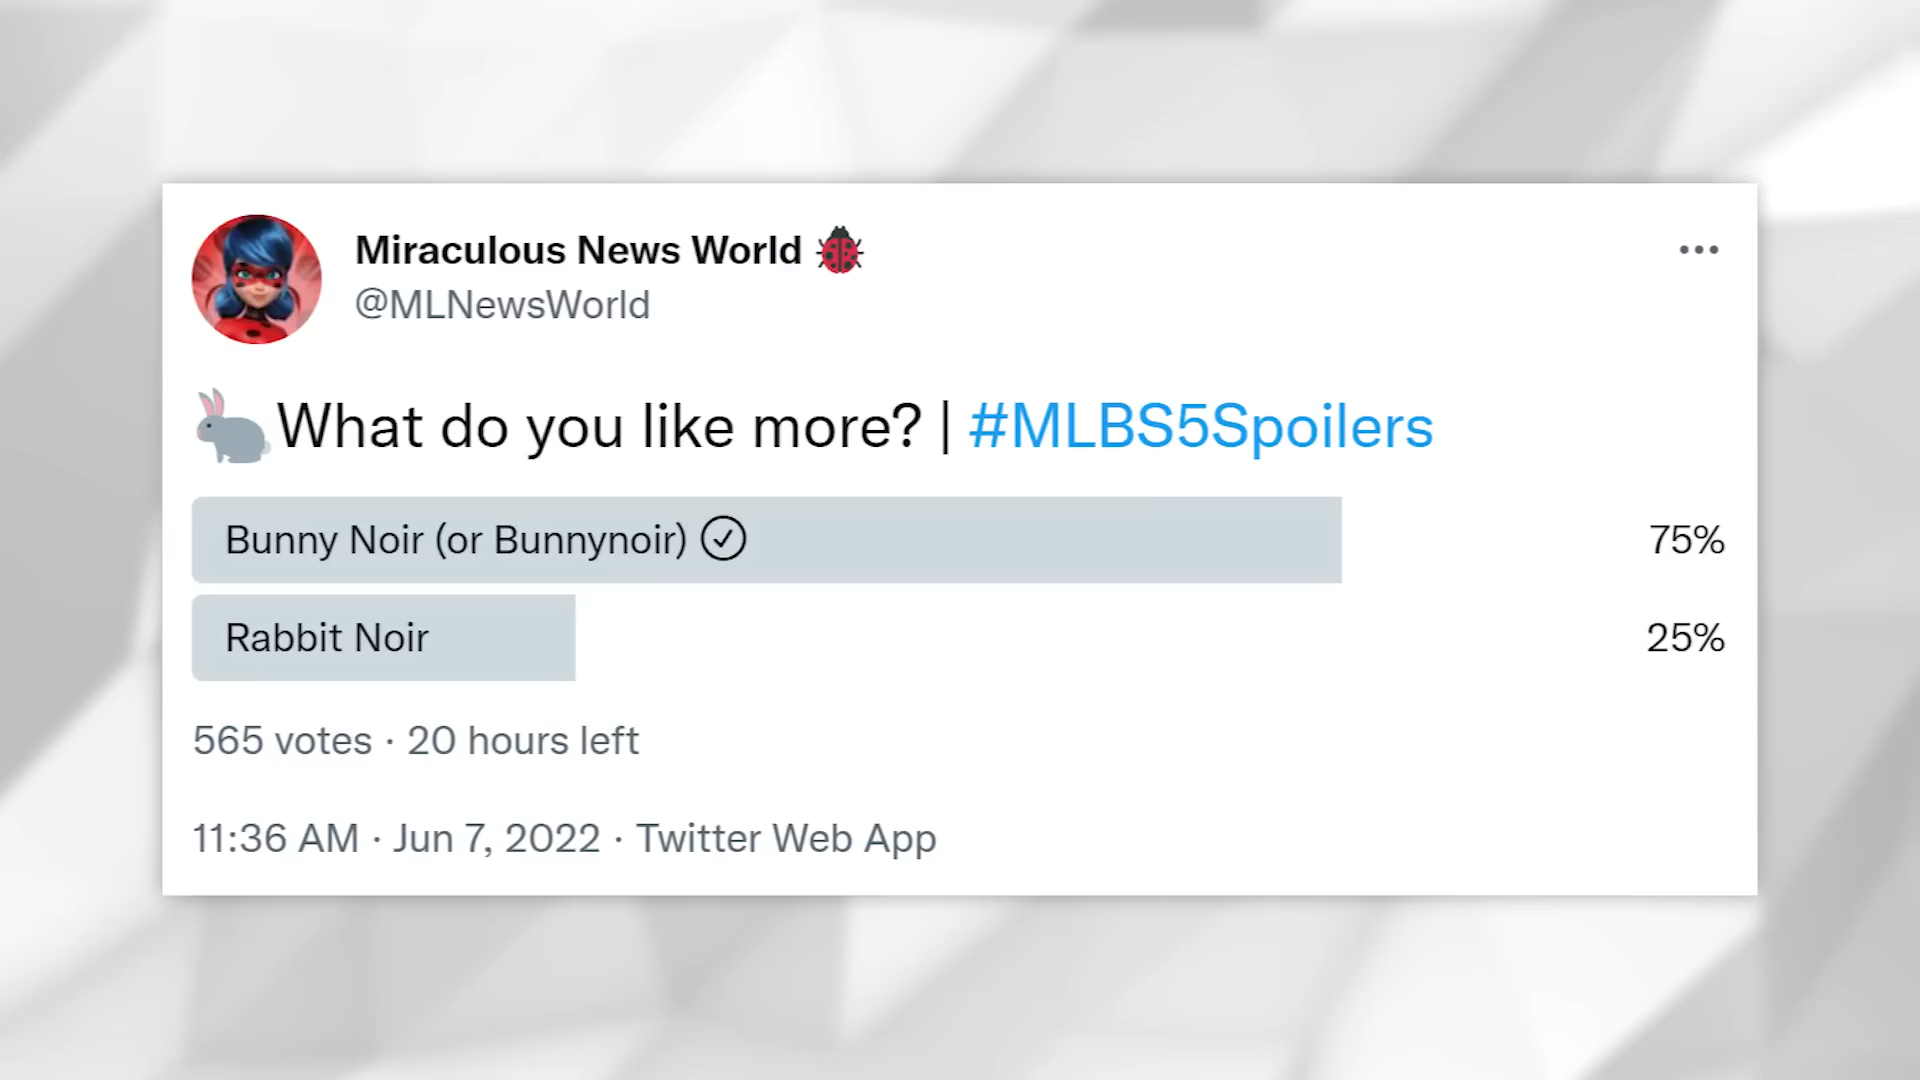 Miraculous News World 🐞
@MLNewsWorld
🐇What do you like more? | #MLBS5Spoilers
Bunny Noir (or Bunnynoir)
75%
Rabbit Noir
25%
565 votes · 20 hours left
11:36 AM · Jun 7, 2022 · Twitter Web App